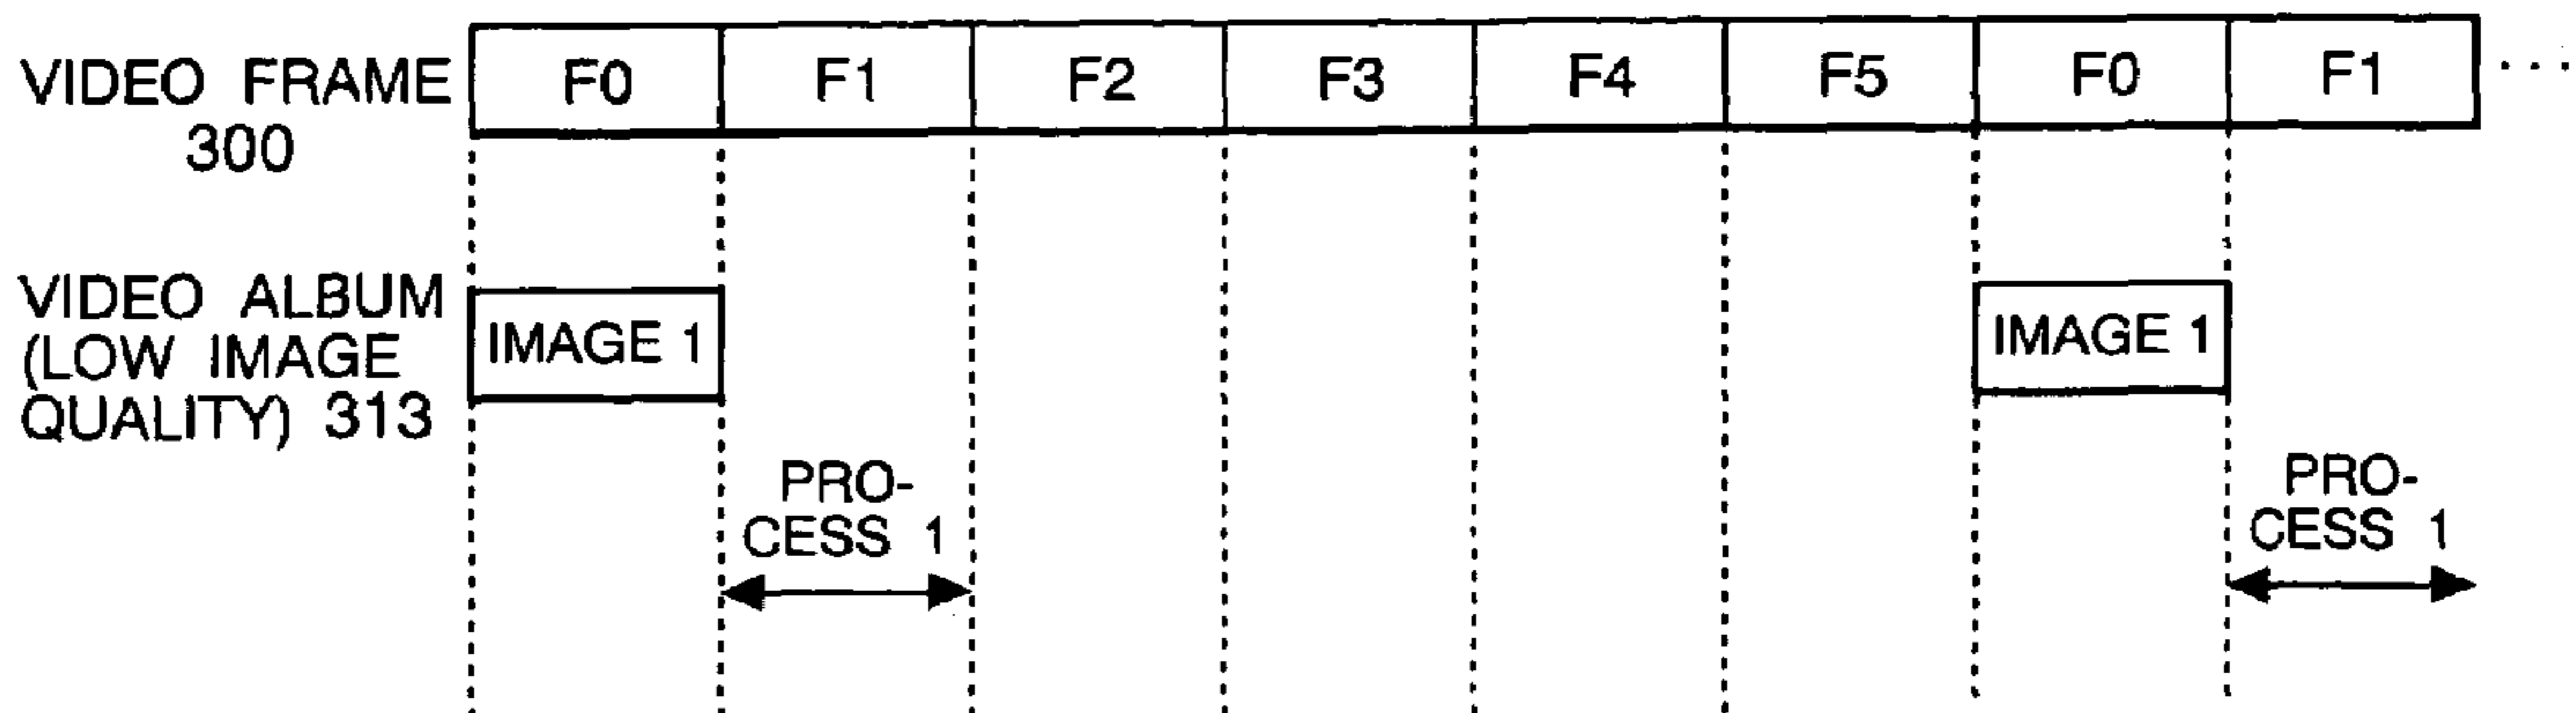 VIDEO FRAME
300
F0 F1 F2 F3 F4 F5 F0 F1 ...
VIDEO ALBUM
(LOW IMAGE
QUALITY) 313
IMAGE 1
IMAGE 1
PRO-
CESS 1
PRO-
CESS 1